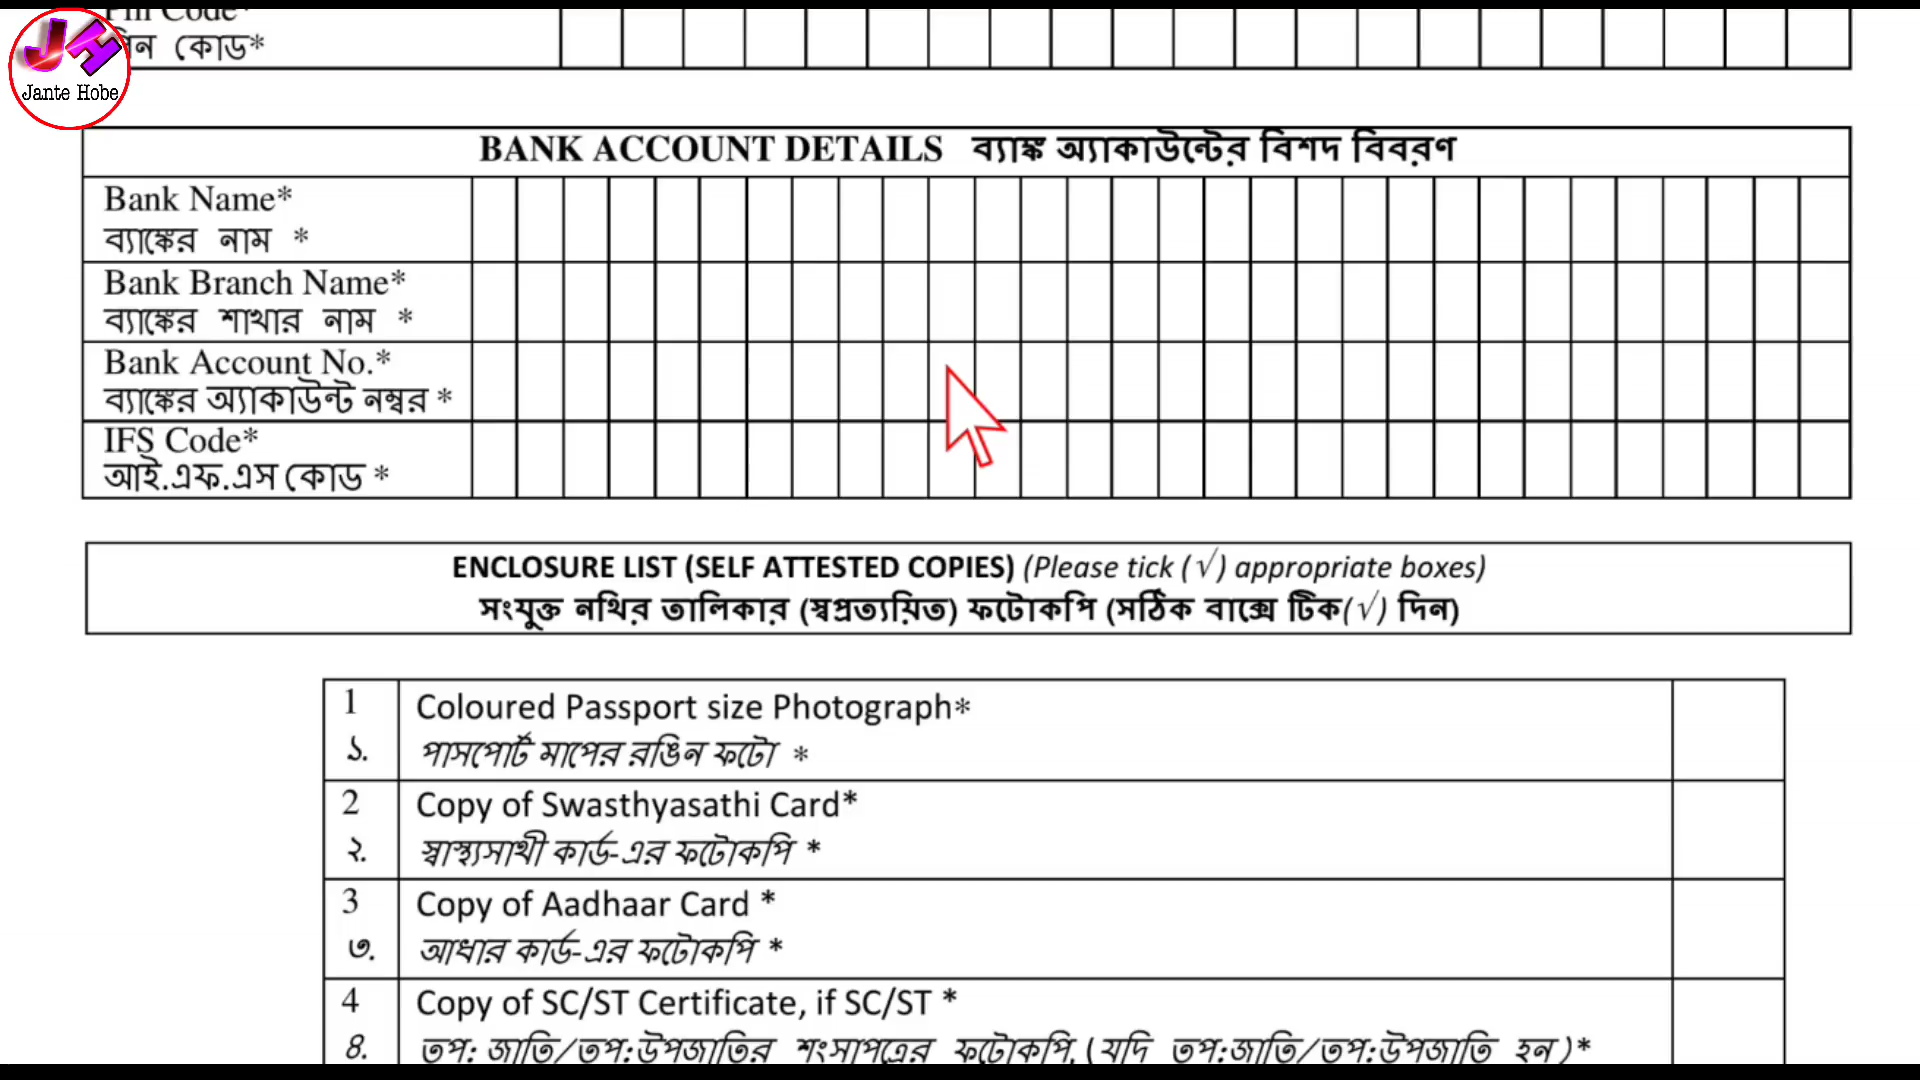 Pin Code*
পিন কোড*
JH
Jante Hobe
BANK ACCOUNT DETAILS ব্যাঙ্ক অ্যাকাউন্টের বিশদ বিবরণ
Bank Name*
ব্যাঙ্কের নাম *
Bank Branch Name*
ব্যাঙ্কের শাখার নাম *
Bank Account No.*
ব্যাঙ্কের অ্যাকাউন্ট নম্বর *
IFS Code*
আই.এফ.এস কোড *
ENCLOSURE LIST (SELF ATTESTED COPIES) (Please tick (√) appropriate boxes)
সংযুক্ত নথির তালিকার (স্বপ্রত্যয়িত) ফটোকপি (সঠিক বাক্সে টিক(√) দিন)
1 Coloured Passport size Photograph*
১. পাসপোর্ট মাপের রঙিন ফটো *
2 Copy of Swasthyasathi Card*
২. স্বাস্থ্যসাথী কার্ড-এর ফটোকপি *
3 Copy of Aadhaar Card *
৩. আধার কার্ড-এর ফটোকপি *
4 Copy of SC/ST Certificate, if SC/ST *
৪. তপ: জাতি/তপ:উপজাতির শংসাপত্রের ফটোকপি, (যদি তপ:জাতি/তপ:উপজাতি হন)*